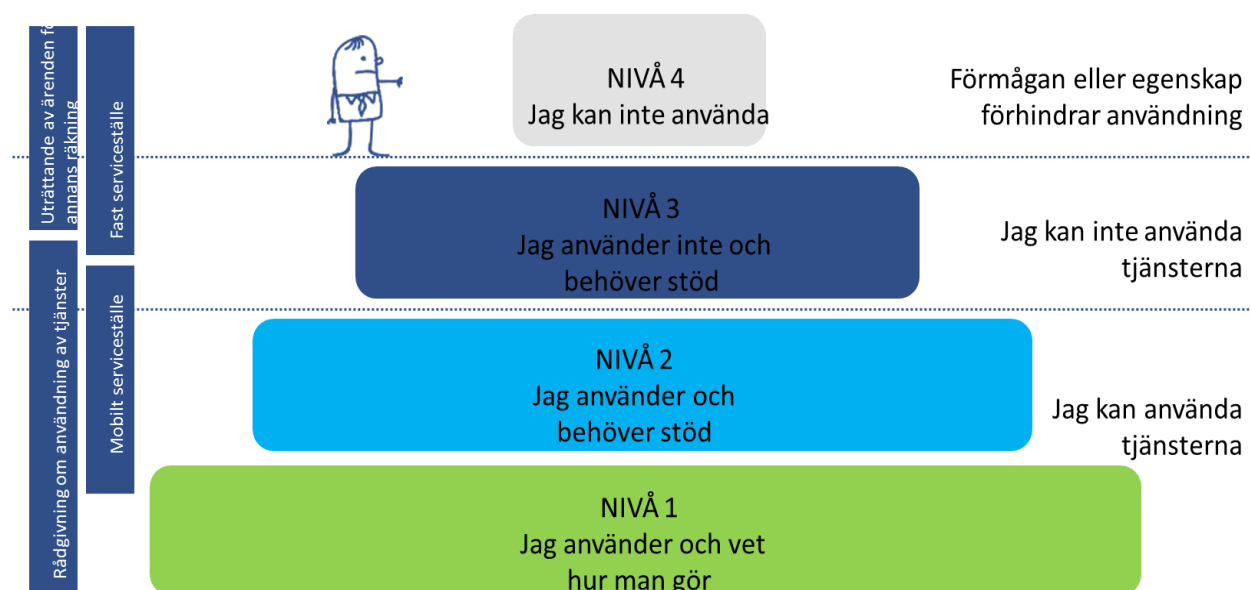 Uträttande av ärenden fö
annans räkning
Fast serviceställe
Rådgivning om användning av tjänster
Mobilt serviceställe
NIVÅ 4
Jag kan inte använda
Förmågan eller egenskap
förhindrar användning
NIVÅ 3
Jag använder inte och
behöver stöd
Jag kan inte använda
tjänsterna
NIVÅ 2
Jag använder och
behöver stöd
Jag kan använda
tjänsterna
NIVÅ 1
Jag använder och vet
hur man gör